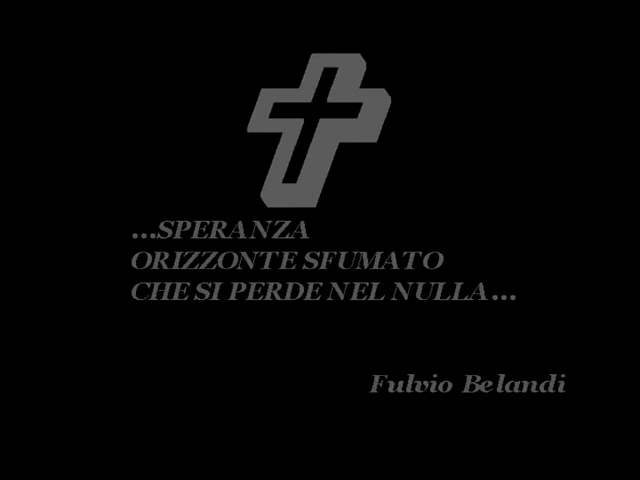 ...SPERANZA
ORIZZONTE SFUMATO
CHE SI PERDE NEL NULLA...
Fulvio Belandi